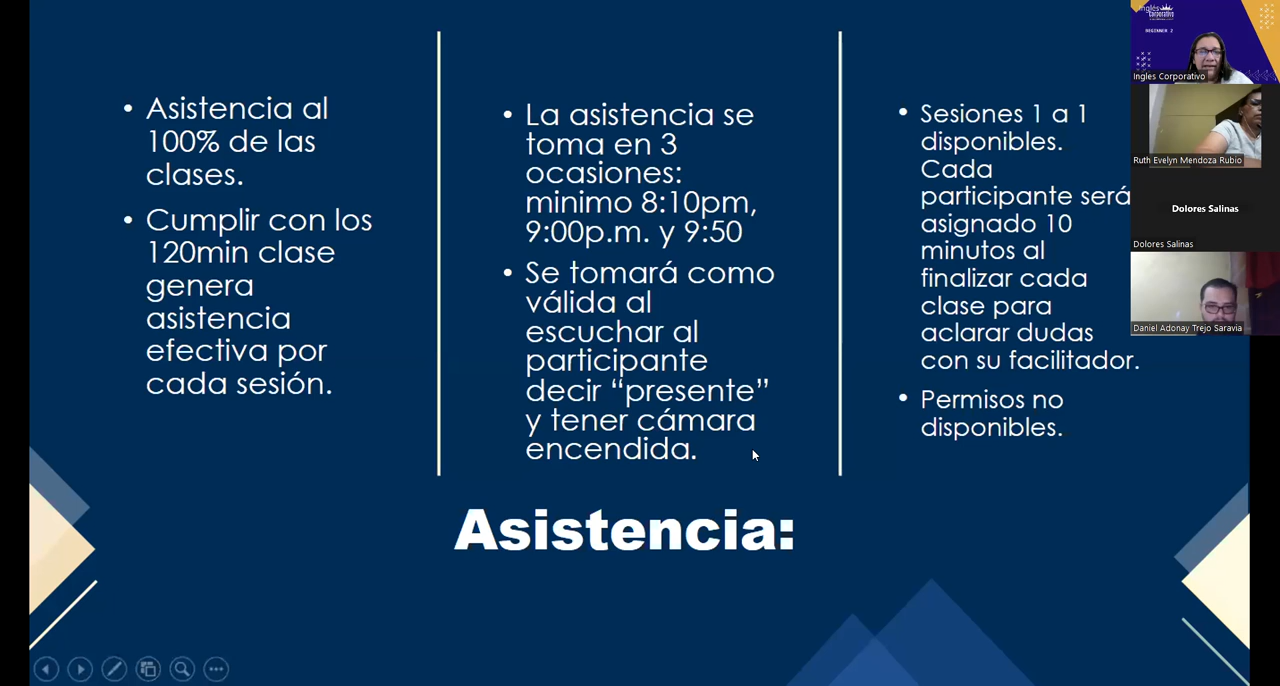 • Asistencia al
100% de las
clases.
• Cumplir con los
120min clase
genera
asistencia
efectiva por
cada sesión.
• La asistencia se
toma en 3
ocasiones:
minimo 8:10pm,
9:00p.m. y 9:50
• Se tomará como
válida al
escuchar al
participante
decir “presente”
y tener cámara
encendida.
• Sesiones 1 a 1
disponibles.
Cada
participante será
asignado 10
minutos al
finalizar cada
clase para
aclarar dudas
con su facilitador.
• Permisos no
disponibles.
Asistencia:
Inglés
corporativo
BEGINNER 2
Ingles Corporativo
Ruth Evelyn Mendoza Rubio
Dolores Salinas
Dolores Salinas
Daniel Adonay Trejo Saravia